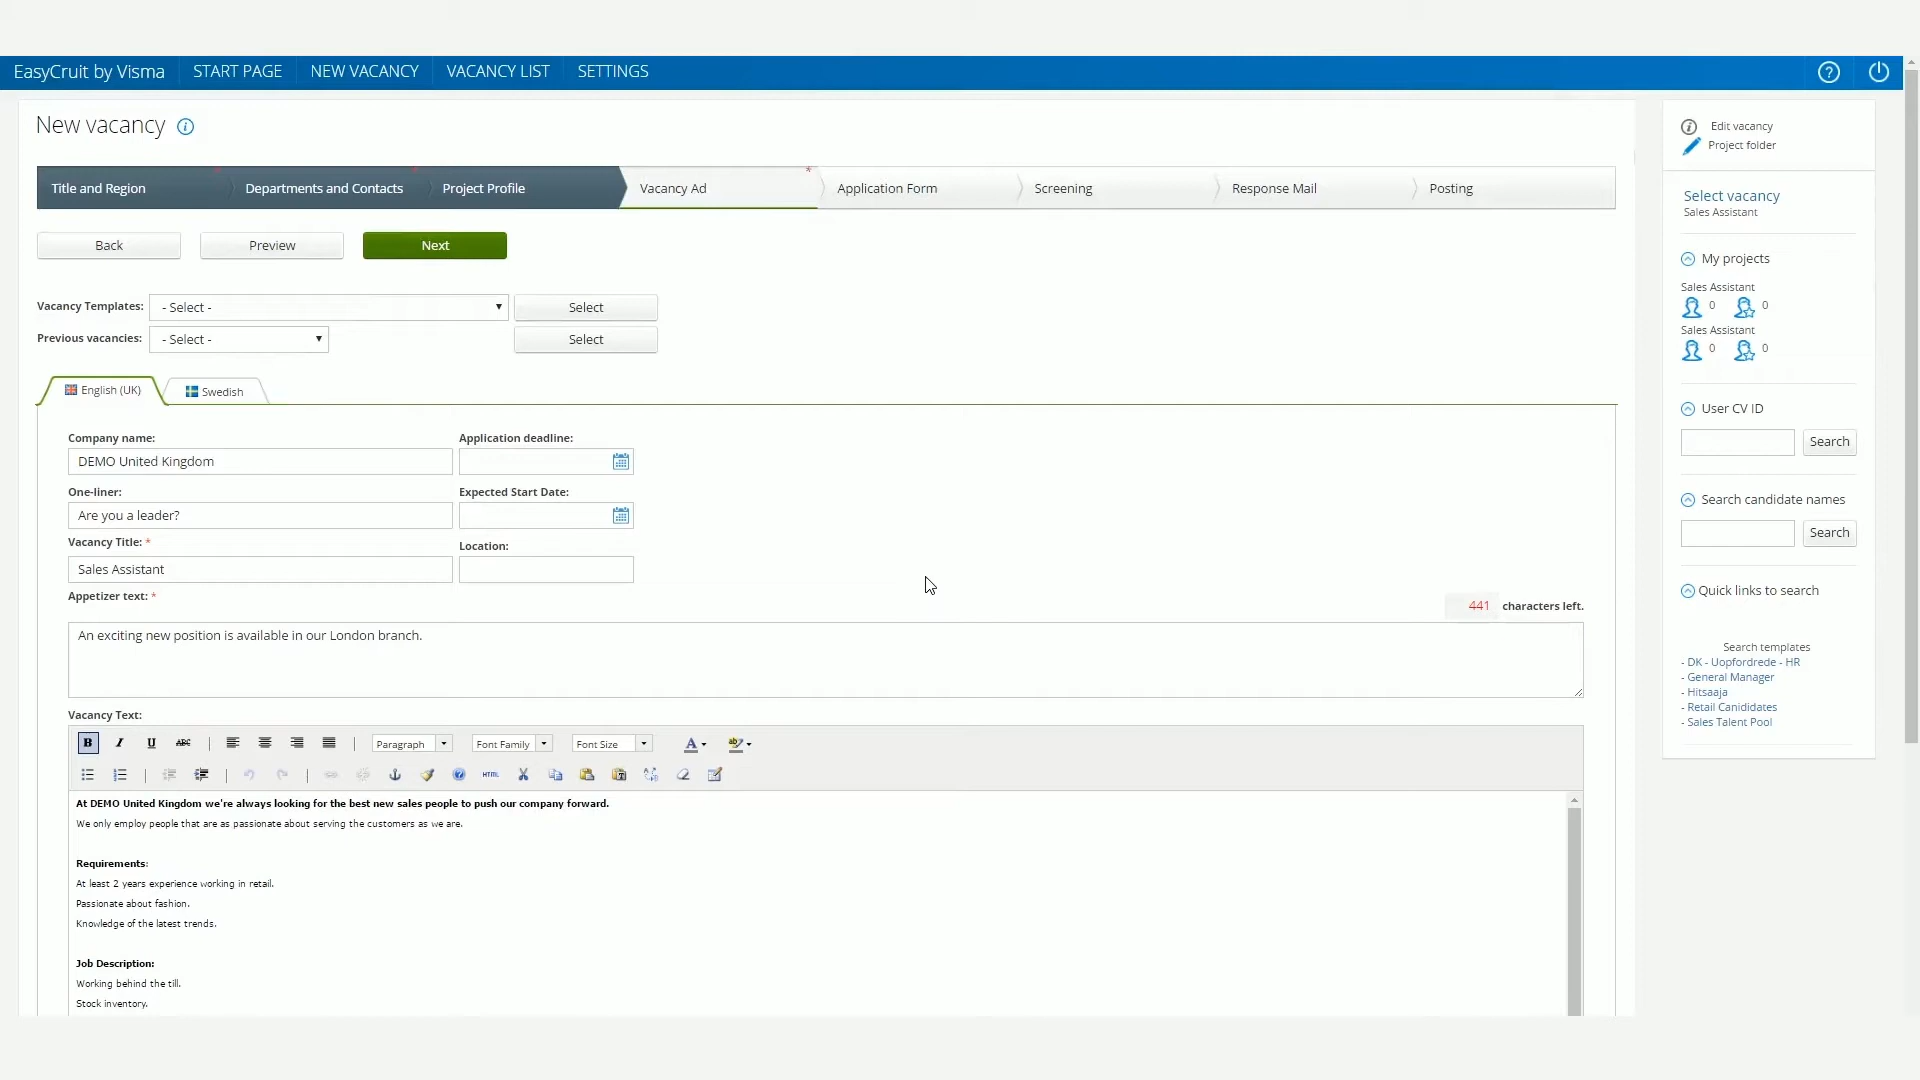 EasyCruit by Visma START PAGE NEW VACANCY VACANCY LIST SETTINGS
New vacancy
Title and Region * Departments and Contacts * Project Profile Vacancy Ad * Application Form Screening Response Mail Posting
Back Preview Next
Vacancy Templates: - Select - Select
Previous vacancies: - Select - Select
English (UK) Swedish
Company name: Application deadline:
DEMO United Kingdom
One-liner: Expected Start Date:
Are you a leader?
Vacancy Title: * Location:
Sales Assistant
Appetizer text: * 441 characters left.
An exciting new position is available in our London branch.
Vacancy Text:
B I U ABC Paragraph Font Family Font Size A ab
HTML
At DEMO United Kingdom we're always looking for the best new sales people to push our company forward.
We only employ people that are as passionate about serving the customers as we are.
Requirements:
At least 2 years experience working in retail.
Passionate about fashion.
Knowledge of the latest trends.
Job Description:
Working behind the till.
Stock inventory.
Edit vacancy
Project folder
Select vacancy
Sales Assistant
My projects
Sales Assistant
0 0
Sales Assistant
0 0
User CV ID
Search
Search candidate names
Search
Quick links to search
Search templates
- DK - Uopfordrede - HR
- General Manager
- Hitsaaja
- Retail Canididates
- Sales Talent Pool